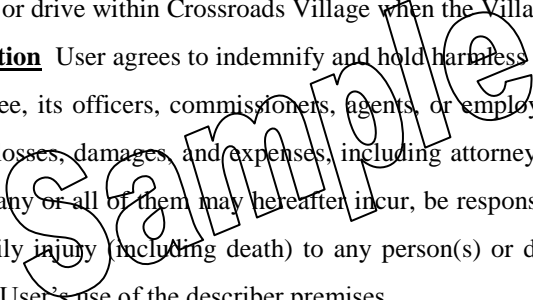 or drive within Crossroads Village when the Villa
tion User agrees to indemnify and hold harmless
ee, its officers, commissioners, agents, or employ
losses, damages, and expenses, including attorney
any or all of them may hereafter incur, be respons
ily injury (including death) to any person(s) or d
User's use of the describer premises
Sample